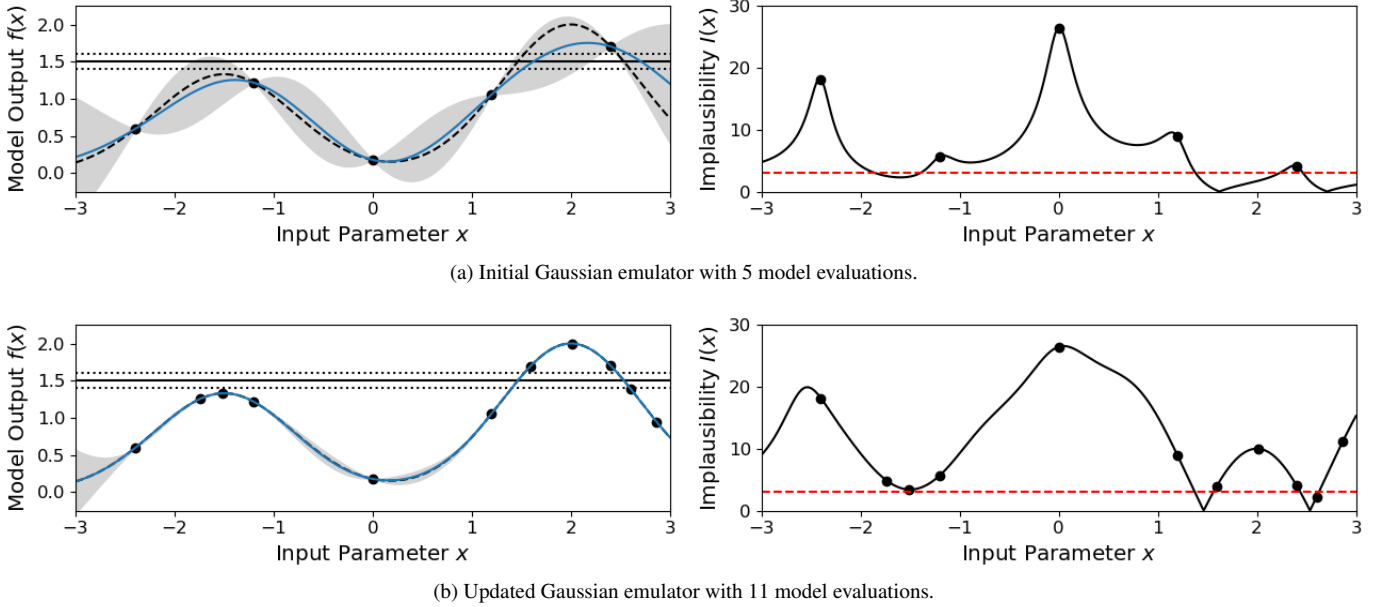 Model Output f(x)
2.0
1.5
1.0
0.5
0.0
−3 −2 −1 0 1 2 3
Input Parameter x
Implausibility I(x)
30
20
10
0
−3 −2 −1 0 1 2 3
Input Parameter x
(a) Initial Gaussian emulator with 5 model evaluations.
Model Output f(x)
2.0
1.5
1.0
0.5
0.0
−3 −2 −1 0 1 2 3
Input Parameter x
Implausibility I(x)
30
20
10
0
−3 −2 −1 0 1 2 3
Input Parameter x
(b) Updated Gaussian emulator with 11 model evaluations.